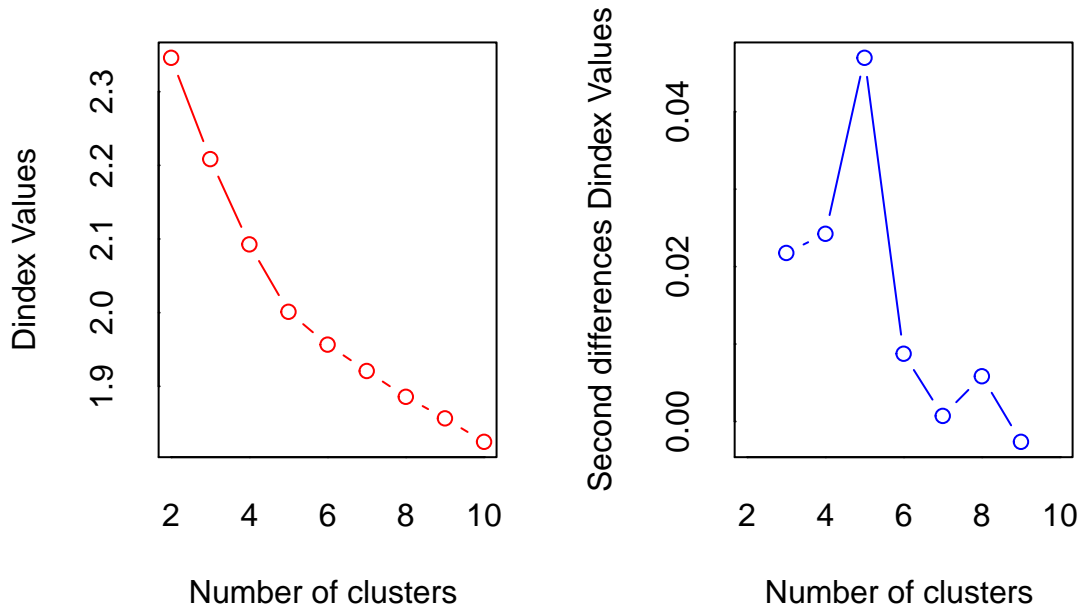 Dindex Values
2.3
2.2
2.1
2.0
1.9
2 4 6 8 10
Number of clusters
Second differences Dindex Values
0.04
0.02
0.00
2 4 6 8 10
Number of clusters